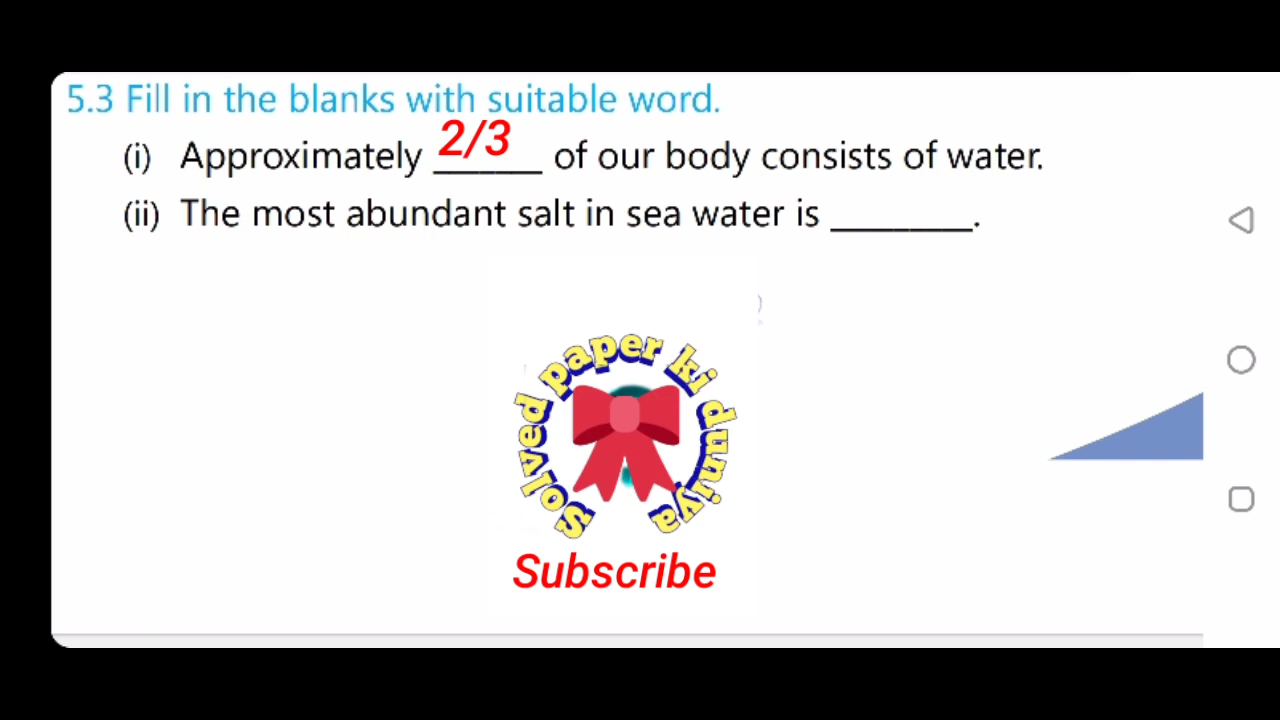 5.3 Fill in the blanks with suitable word.
(i) Approximately 2/3 of our body consists of water.
(ii) The most abundant salt in sea water is ________.
Solved paper ki duniya
Subscribe